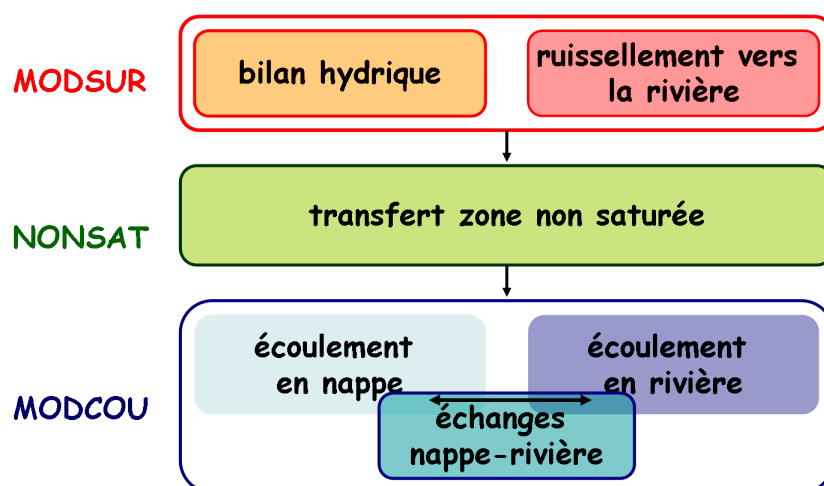 MODSUR
bilan hydrique
ruissellement vers
la rivière
NONSAT
transfert zone non saturée
MODCOU
écoulement
en nappe
écoulement
en rivière
échanges
nappe-rivière